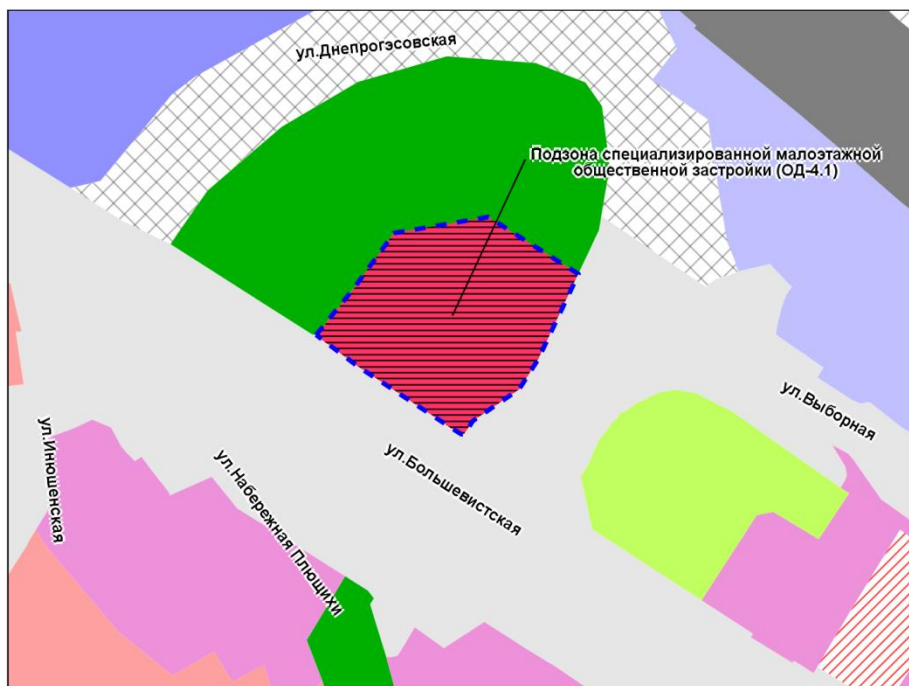 ул.Днепрогэсовская
Подзона специализированной малоэтажной
общественной застройки (ОД-4.1)
ул.Выборная
ул.Инюшенская
ул.Набережная Плющихи
ул.Большевистская